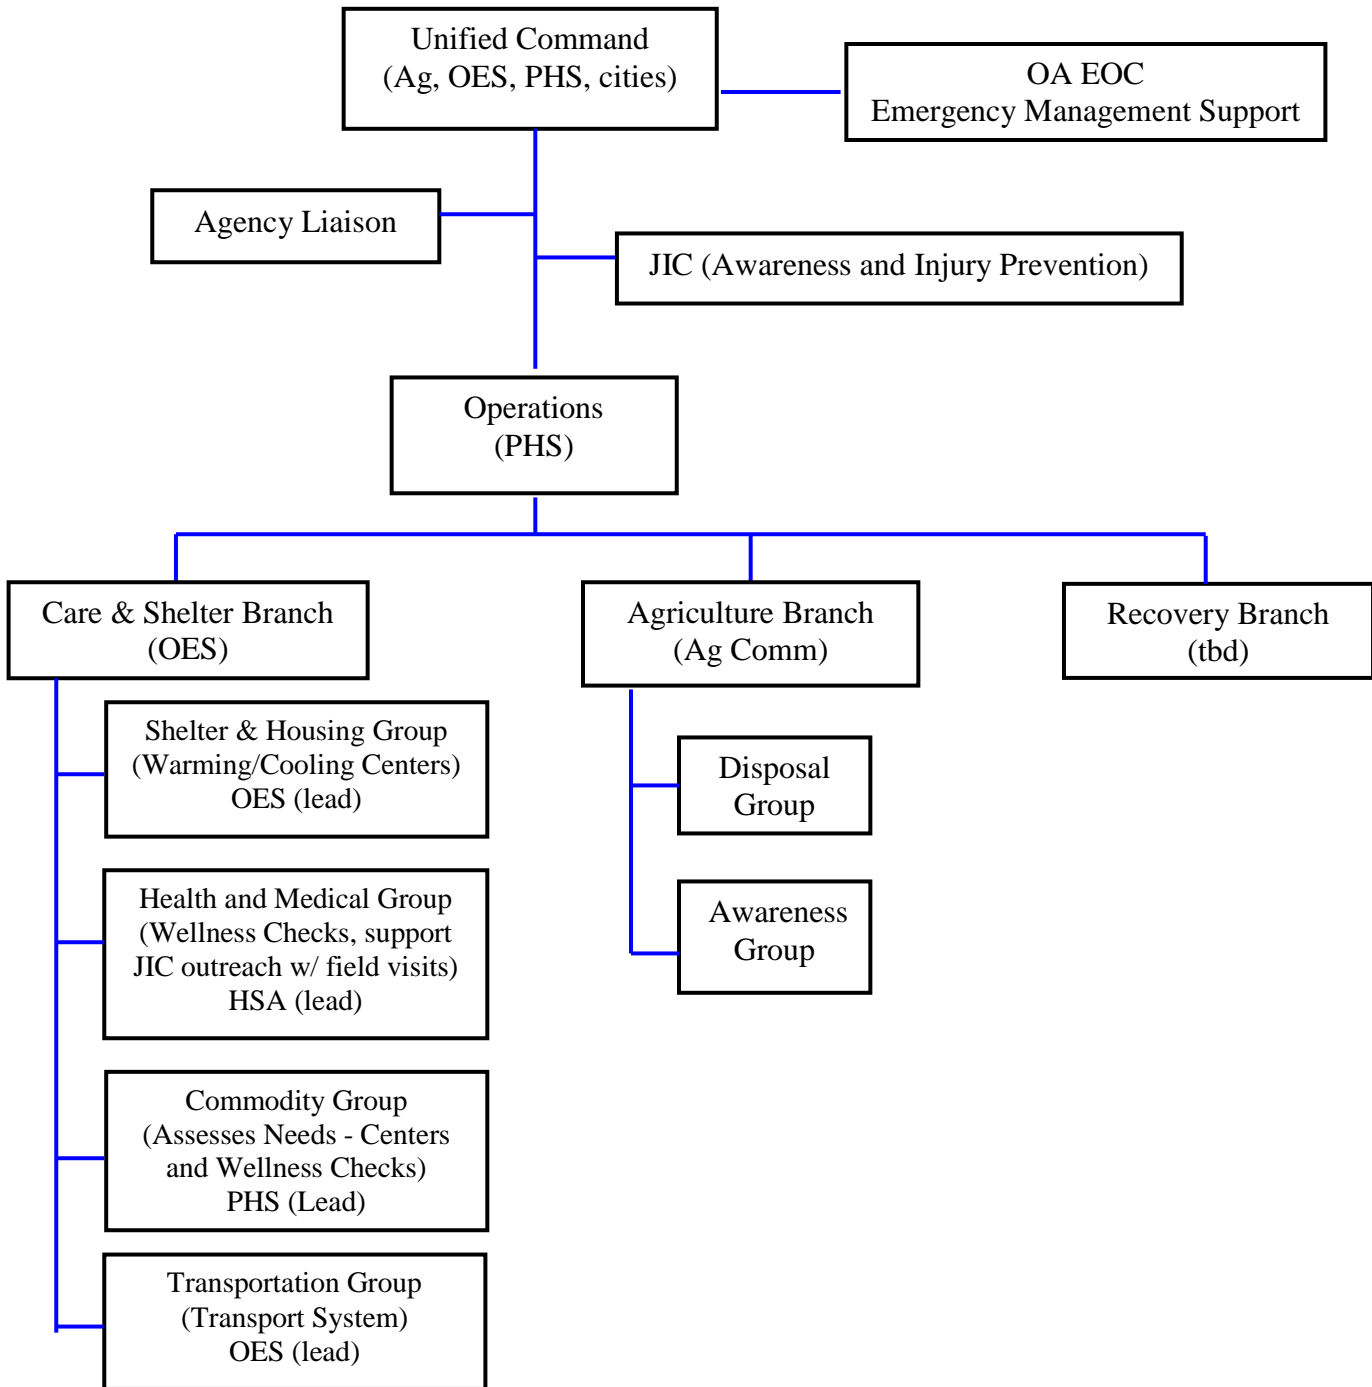 Unified Command
(Ag, OES, PHS, cities)
OA EOC
Emergency Management Support
Agency Liaison
JIC (Awareness and Injury Prevention)
Operations
(PHS)
Care & Shelter Branch
(OES)
Agriculture Branch
(Ag Comm)
Recovery Branch
(tbd)
Shelter & Housing Group
(Warming/Cooling Centers)
OES (lead)
Health and Medical Group
(Wellness Checks, support
JIC outreach w/ field visits)
HSA (lead)
Commodity Group
(Assesses Needs - Centers
and Wellness Checks)
PHS (Lead)
Transportation Group
(Transport System)
OES (lead)
Disposal
Group
Awareness
Group